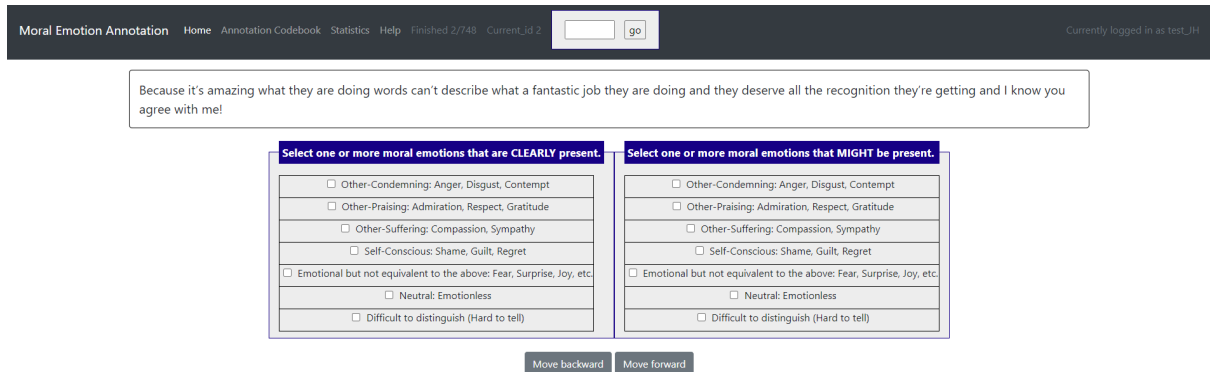 Moral Emotion Annotation Home Annotation Codebook Statistics Help Finished 2/748 Current_id 2 go Currently logged in as test_JH
Because it's amazing what they are doing words can't describe what a fantastic job they are doing and they deserve all the recognition they're getting and I know you
agree with me!
Select one or more moral emotions that are CLEARLY present.
Other-Condemning: Anger, Disgust, Contempt
Other-Praising: Admiration, Respect, Gratitude
Other-Suffering: Compassion, Sympathy
Self-Conscious: Shame, Guilt, Regret
Emotional but not equivalent to the above: Fear, Surprise, Joy, etc.
Neutral: Emotionless
Difficult to distinguish (Hard to tell)
Select one or more moral emotions that MIGHT be present.
Other-Condemning: Anger, Disgust, Contempt
Other-Praising: Admiration, Respect, Gratitude
Other-Suffering: Compassion, Sympathy
Self-Conscious: Shame, Guilt, Regret
Emotional but not equivalent to the above: Fear, Surprise, Joy, etc.
Neutral: Emotionless
Difficult to distinguish (Hard to tell)
Move backward Move forward